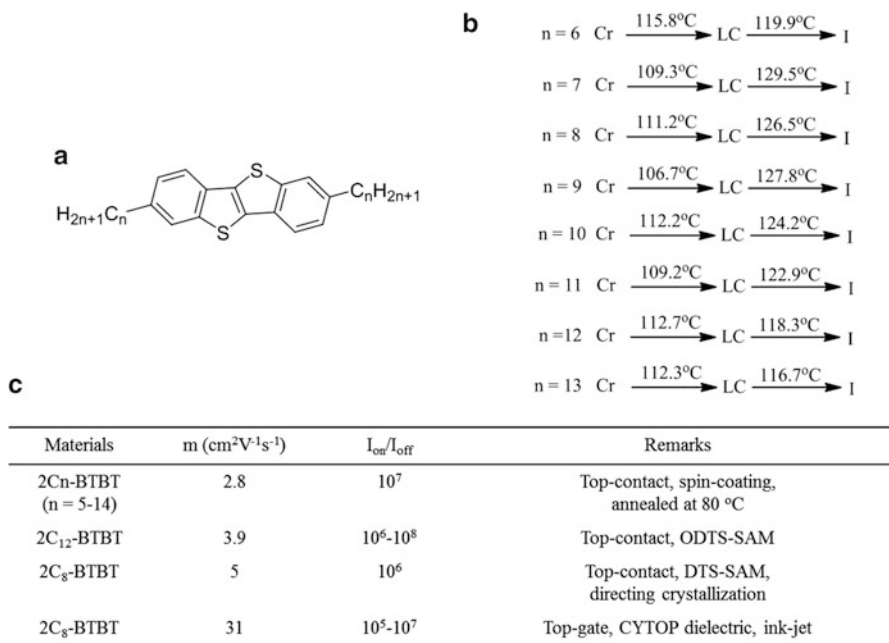 a
H2n+1Cn
S
S
CnH2n+1
b
n = 6 Cr 115.8°C LC 119.9°C I
n = 7 Cr 109.3°C LC 129.5°C I
n = 8 Cr 111.2°C LC 126.5°C I
n = 9 Cr 106.7°C LC 127.8°C I
n = 10 Cr 112.2°C LC 124.2°C I
n = 11 Cr 109.2°C LC 122.9°C I
n =12 Cr 112.7°C LC 118.3°C I
n = 13 Cr 112.3°C LC 116.7°C I
c
Materials m (cm²V⁻¹s⁻¹) Ion/Ioff Remarks
2Cn-BTBT 2.8 10⁷ Top-contact, spin-coating,
(n = 5-14) annealed at 80 °C
2C₁₂-BTBT 3.9 10⁶-10⁸ Top-contact, ODTS-SAM
2C₈-BTBT 5 10⁶ Top-contact, DTS-SAM,
directing crystallization
2C₈-BTBT 31 10⁵-10⁷ Top-gate, CYTOP dielectric, ink-jet